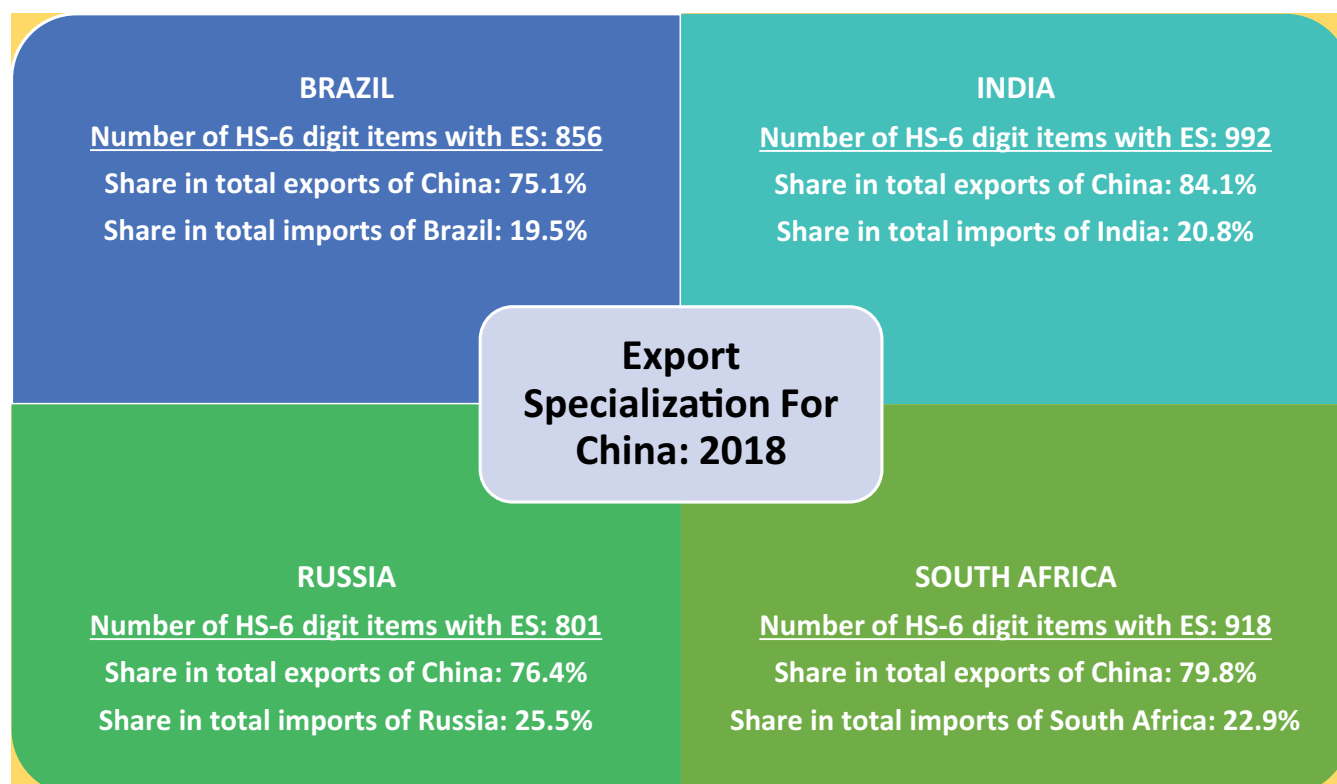 BRAZIL
Number of HS-6 digit items with ES: 856
Share in total exports of China: 75.1%
Share in total imports of Brazil: 19.5%
INDIA
Number of HS-6 digit items with ES: 992
Share in total exports of China: 84.1%
Share in total imports of India: 20.8%
Export
Specialization For
China: 2018
RUSSIA
Number of HS-6 digit items with ES: 801
Share in total exports of China: 76.4%
Share in total imports of Russia: 25.5%
SOUTH AFRICA
Number of HS-6 digit items with ES: 918
Share in total exports of China: 79.8%
Share in total imports of South Africa: 22.9%